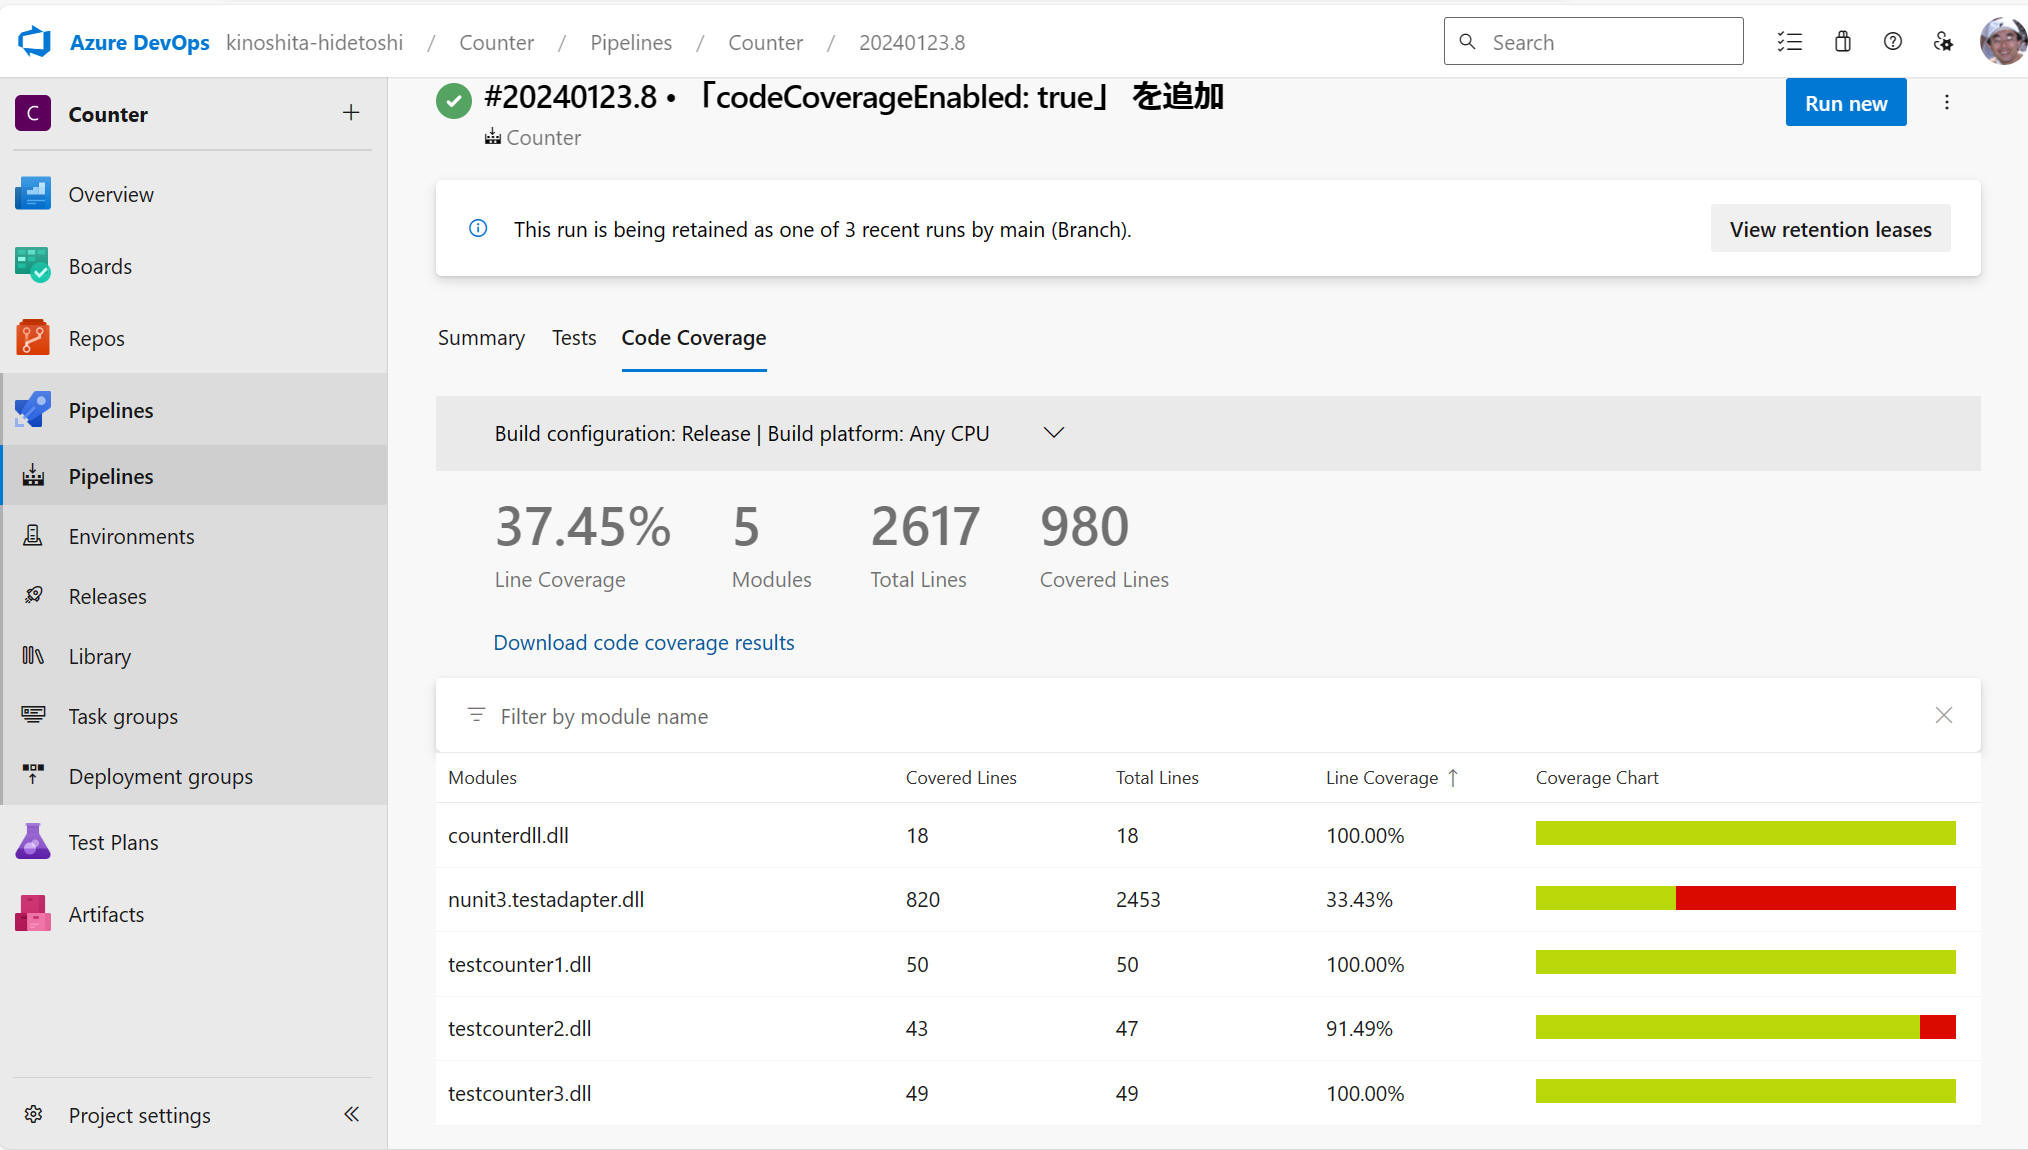 Azure DevOps kinoshita-hidetoshi / Counter / Pipelines / Counter / 20240123.8
Search
C Counter +
Overview
Boards
Repos
Pipelines
Pipelines
Environments
Releases
Library
Task groups
Deployment groups
Test Plans
Artifacts
Project settings
#20240123.8 • 「codeCoverageEnabled: true」 を追加
Counter
Run new
This run is being retained as one of 3 recent runs by main (Branch).
View retention leases
Summary Tests Code Coverage
Build configuration: Release | Build platform: Any CPU
37.45% 5 2617 980
Line Coverage Modules Total Lines Covered Lines
Download code coverage results
Filter by module name
Modules Covered Lines Total Lines Line Coverage ↑ Coverage Chart
counterdll.dll 18 18 100.00%
nunit3.testadapter.dll 820 2453 33.43%
testcounter1.dll 50 50 100.00%
testcounter2.dll 43 47 91.49%
testcounter3.dll 49 49 100.00%